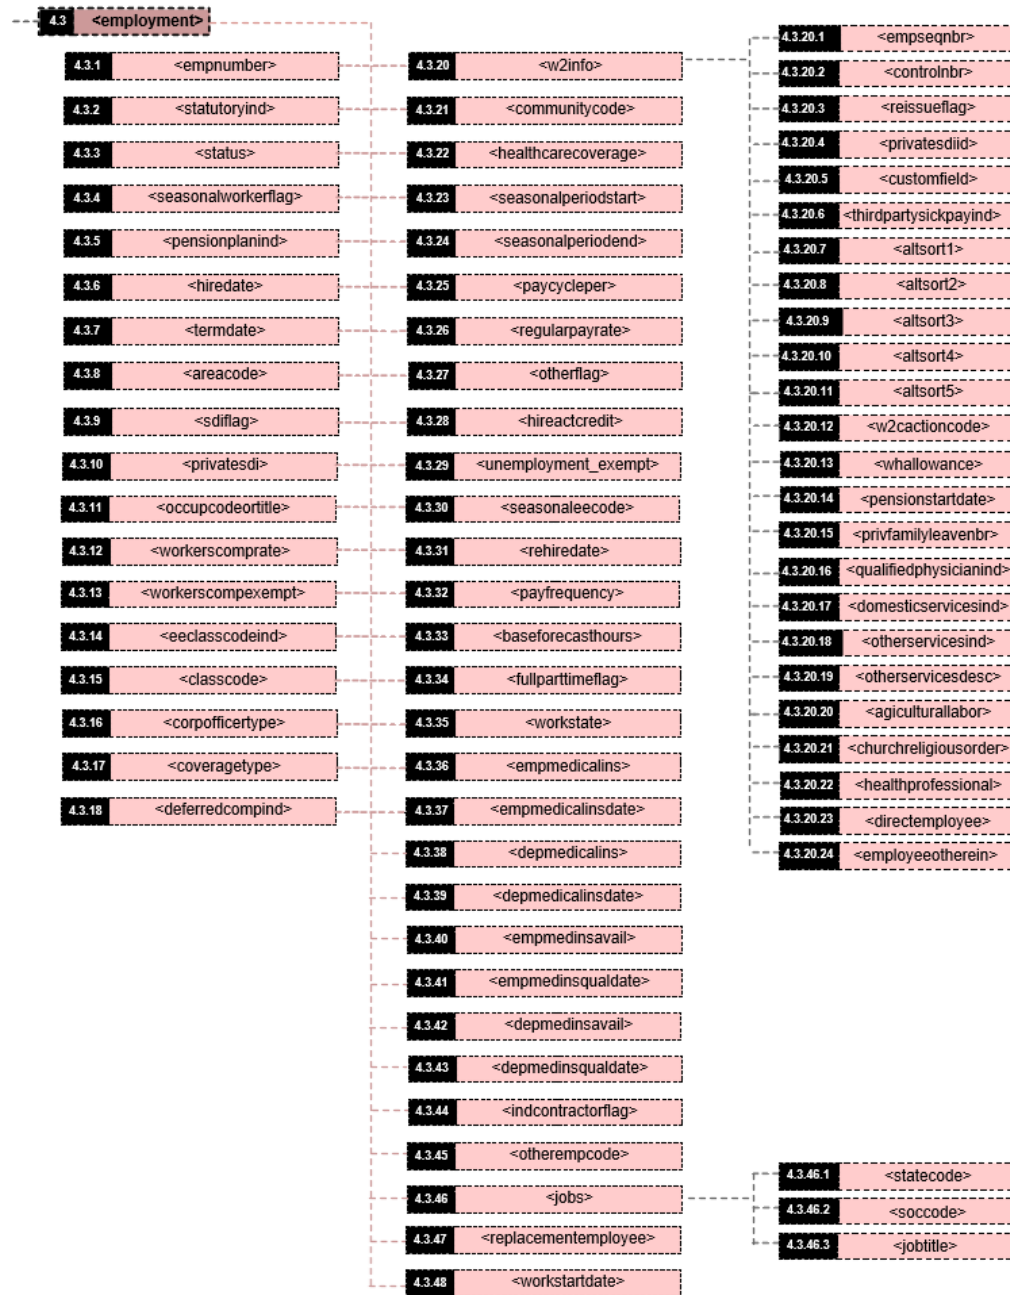 4.3 <employment>
4.3.1 <empnumber>
4.3.2 <statutoryind>
4.3.3 <status>
4.3.4 <seasonalworkerflag>
4.3.5 <pensionplanind>
4.3.6 <hiredate>
4.3.7 <termdate>
4.3.8 <areacode>
4.3.9 <sdiflag>
4.3.10 <privatesdi>
4.3.11 <occupcodeortitle>
4.3.12 <workerscomprate>
4.3.13 <workerscompexempt>
4.3.14 <eeclasscodeind>
4.3.15 <classcode>
4.3.16 <corpofficertype>
4.3.17 <coveragetype>
4.3.18 <deferredcompind>
4.3.20 <w2info>
4.3.21 <communitycode>
4.3.22 <healthcarecoverage>
4.3.23 <seasonalperiodstart>
4.3.24 <seasonalperiodend>
4.3.25 <paycycleper>
4.3.26 <regularpayrate>
4.3.27 <otherflag>
4.3.28 <hireactcredit>
4.3.29 <unemployment_exempt>
4.3.30 <seasonaleecode>
4.3.31 <rehiredate>
4.3.32 <payfrequency>
4.3.33 <baseforecasthours>
4.3.34 <fullparttimeflag>
4.3.35 <workstate>
4.3.36 <empmedicalins>
4.3.37 <empmedicalinsdate>
4.3.38 <depmedicalins>
4.3.39 <depmedicalinsdate>
4.3.40 <empmedinsavail>
4.3.41 <empmedinsqualdate>
4.3.42 <depmedinsavail>
4.3.43 <depmedinsqualdate>
4.3.44 <indcontractorflag>
4.3.45 <otherempcode>
4.3.46 <jobs>
4.3.47 <replacementemployee>
4.3.48 <workstartdate>
4.3.20.1 <empseqnbr>
4.3.20.2 <controlnbr>
4.3.20.3 <reissueflag>
4.3.20.4 <privatesdiid>
4.3.20.5 <customfield>
4.3.20.6 <thirdpartysickpayind>
4.3.20.7 <altsort1>
4.3.20.8 <altsort2>
4.3.20.9 <altsort3>
4.3.20.10 <altsort4>
4.3.20.11 <altsort5>
4.3.20.12 <w2cactioncode>
4.3.20.13 <whallowance>
4.3.20.14 <pensionstartdate>
4.3.20.15 <privfamilyleavenbr>
4.3.20.16 <qualifiedphysicianind>
4.3.20.17 <domesticservicesind>
4.3.20.18 <otherservicesind>
4.3.20.19 <otherservicesdesc>
4.3.20.20 <agiculturallabor>
4.3.20.21 <churchreligiousorder>
4.3.20.22 <healthprofessional>
4.3.20.23 <directemployee>
4.3.20.24 <employeeotherein>
4.3.46.1 <statecode>
4.3.46.2 <soccode>
4.3.46.3 <jobtitle>